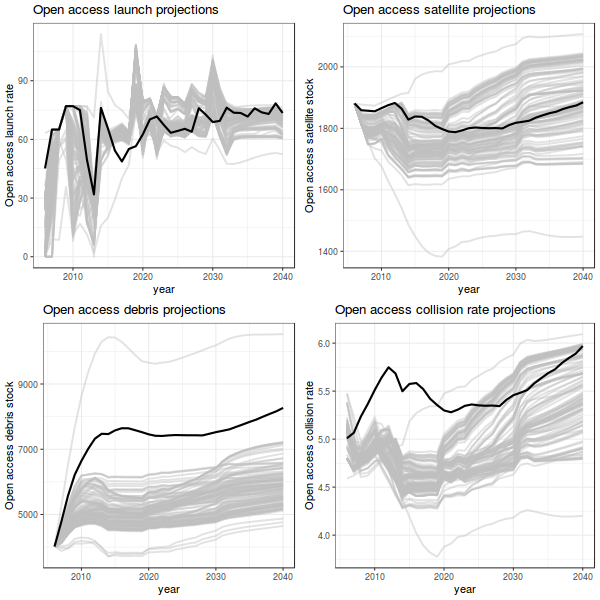 Open access launch projections
Open access launch rate
90
60
30
0
2010
2020
2030
2040
year
Open access satellite projections
Open access satellite stock
2000
1800
1600
1400
2010
2020
2030
2040
year
Open access debris projections
Open access debris stock
9000
7000
5000
2010
2020
2030
2040
year
Open access collision rate projections
Open access collision rate
6.0
5.5
5.0
4.5
4.0
2010
2020
2030
2040
year